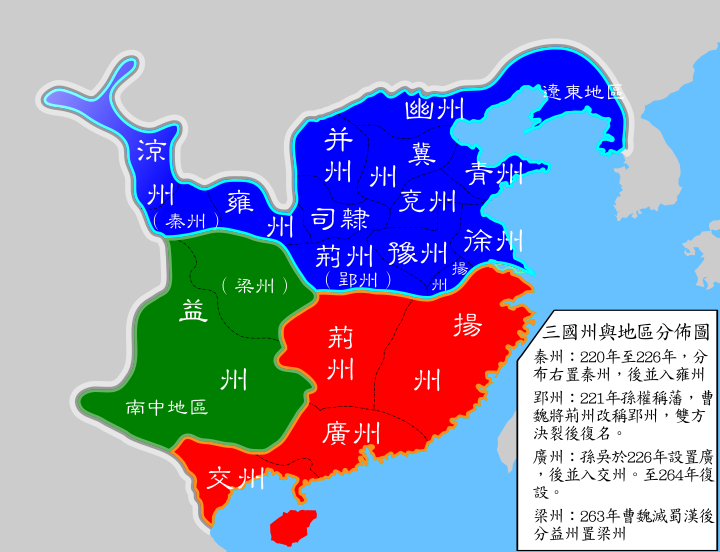 遼東地區
幽州
涼州
并州
冀州
青州
兗州
（秦州）
雍州
司隸
荊州
（郢州）
豫州
徐州
揚州
（梁州）
益州
南中地區
荊州
揚州
廣州
交州
三國州與地區分佈圖
秦州：220年至226年，分
布右置秦州，後並入雍州
郢州：221年孫權稱藩，曹
魏將荊州改稱郢州，雙方
決裂後復名。
廣州：孫吳於226年設置廣
，後並入交州。至264年復
設。
梁州：263年曹魏滅蜀漢後
分益州置梁州